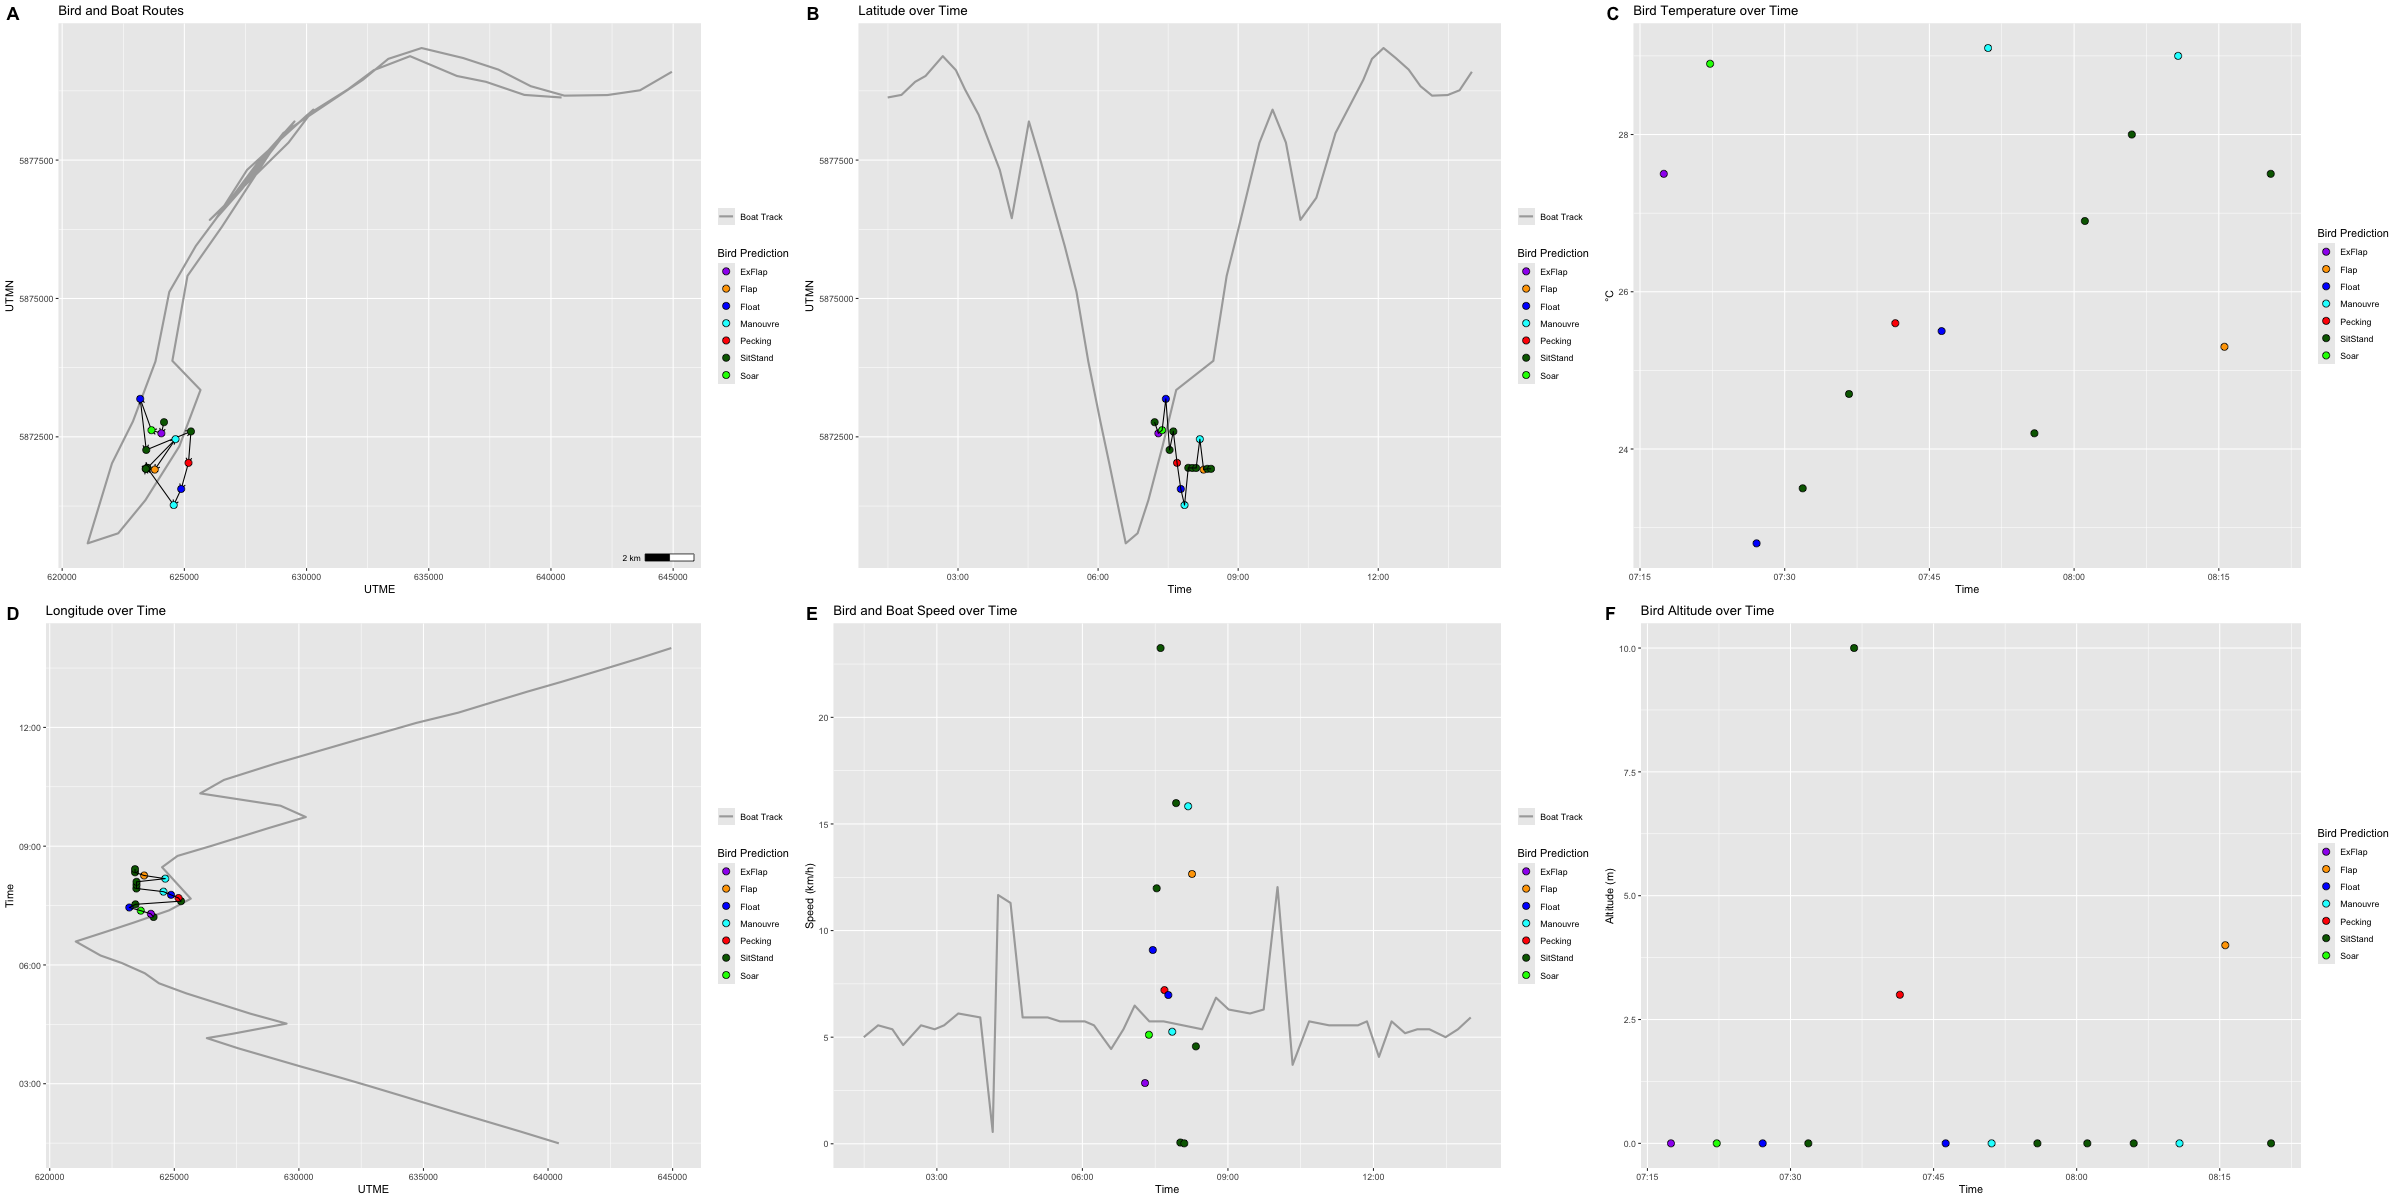 A Bird and Boat Routes
UTMN
5877500
5875000
5872500
620000 625000 630000 635000 640000 645000
UTME
2 km
Boat Track
Bird Prediction
ExFlap
Flap
Float
Manouvre
Pecking
SitStand
Soar
B Latitude over Time
UTMN
5877500
5875000
5872500
03:00 06:00 09:00 12:00
Time
Boat Track
Bird Prediction
ExFlap
Flap
Float
Manouvre
Pecking
SitStand
Soar
C Bird Temperature over Time
°C
28
26
24
07:15 07:30 07:45 08:00 08:15
Time
Bird Prediction
ExFlap
Flap
Float
Manouvre
Pecking
SitStand
Soar
D Longitude over Time
Time
12:00
09:00
06:00
03:00
620000 625000 630000 635000 640000 645000
UTME
Boat Track
Bird Prediction
ExFlap
Flap
Float
Manouvre
Pecking
SitStand
Soar
E Bird and Boat Speed over Time
Speed (km/h)
20
15
10
5
0
03:00 06:00 09:00 12:00
Time
Boat Track
Bird Prediction
ExFlap
Flap
Float
Manouvre
Pecking
SitStand
Soar
F Bird Altitude over Time
Altitude (m)
10.0
7.5
5.0
2.5
0.0
07:15 07:30 07:45 08:00 08:15
Time
Bird Prediction
ExFlap
Flap
Float
Manouvre
Pecking
SitStand
Soar